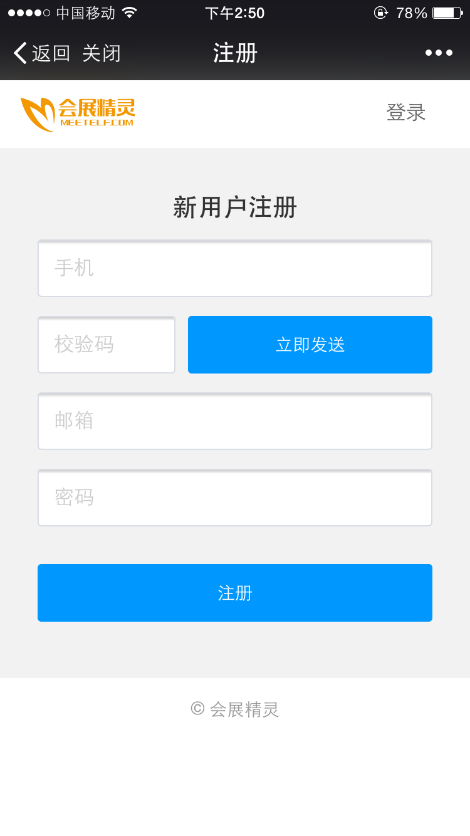 中国移动 下午2:50 78%
返回 关闭 注册
会展精灵 登录
MEETELF.COM
新用户注册
手机
校验码 立即发送
邮箱
密码
注册
© 会展精灵